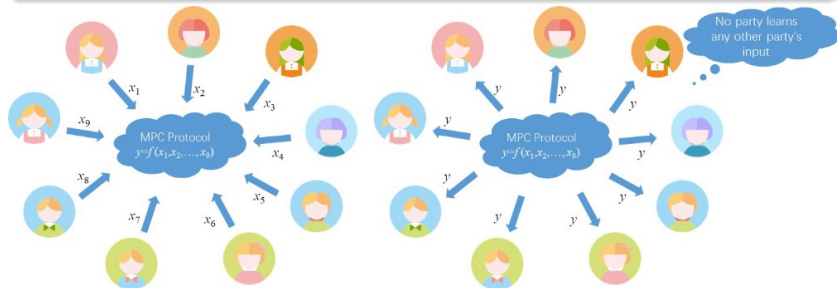 No party learns
any other party's
input
x₁
x₂
x₃
x₉
MPC Protocol
y=f(x₁,x₂,…,x₉)
x₄
x₈
x₅
x₇
x₆
y
y
y
y
MPC Protocol
y=f(x₁,x₂,…,x₉)
y
y
y
y
y